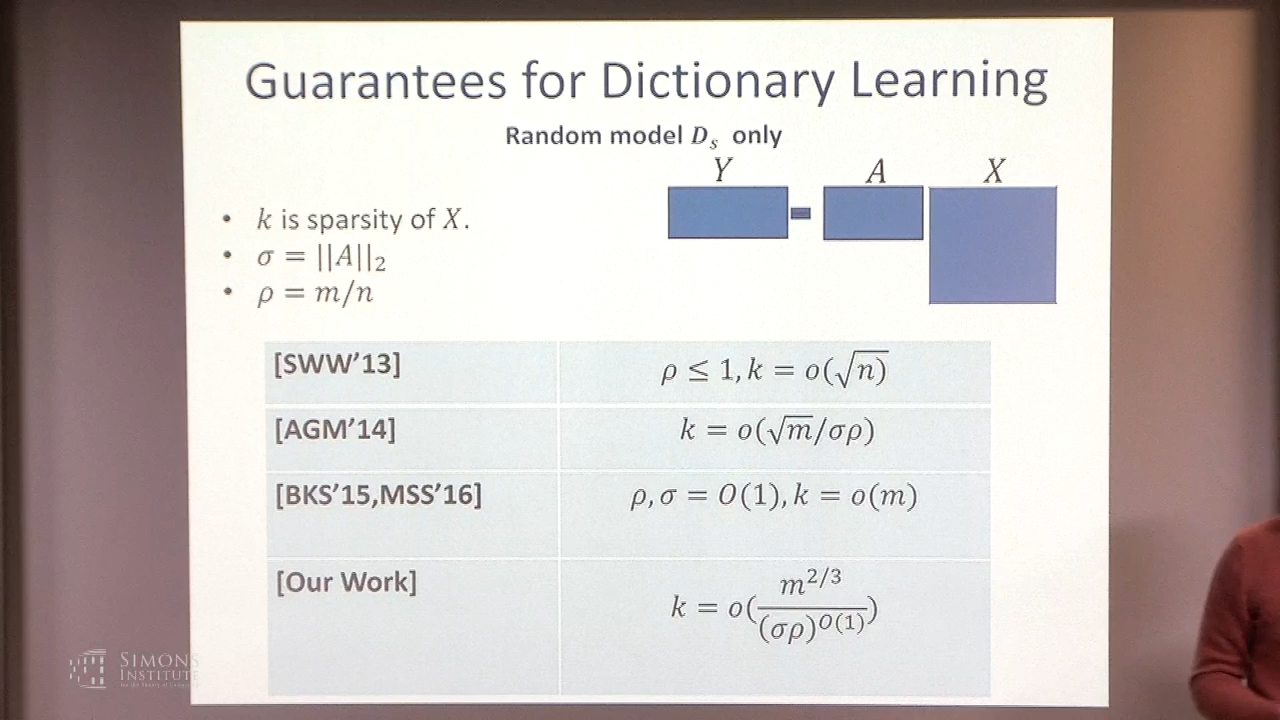 Guarantees for Dictionary Learning
Random model D_s only
Y A X
=
• k is sparsity of X.
• σ = ||A||_2
• ρ = m/n
[SWW'13] ρ ≤ 1, k = o(√n)
[AGM'14] k = o(√m/σρ)
[BKS'15,MSS'16] ρ, σ = O(1), k = o(m)
[Our Work] k = o(m^{2/3}/(σρ)^{O(1)})
SIMONS
INSTITUTE